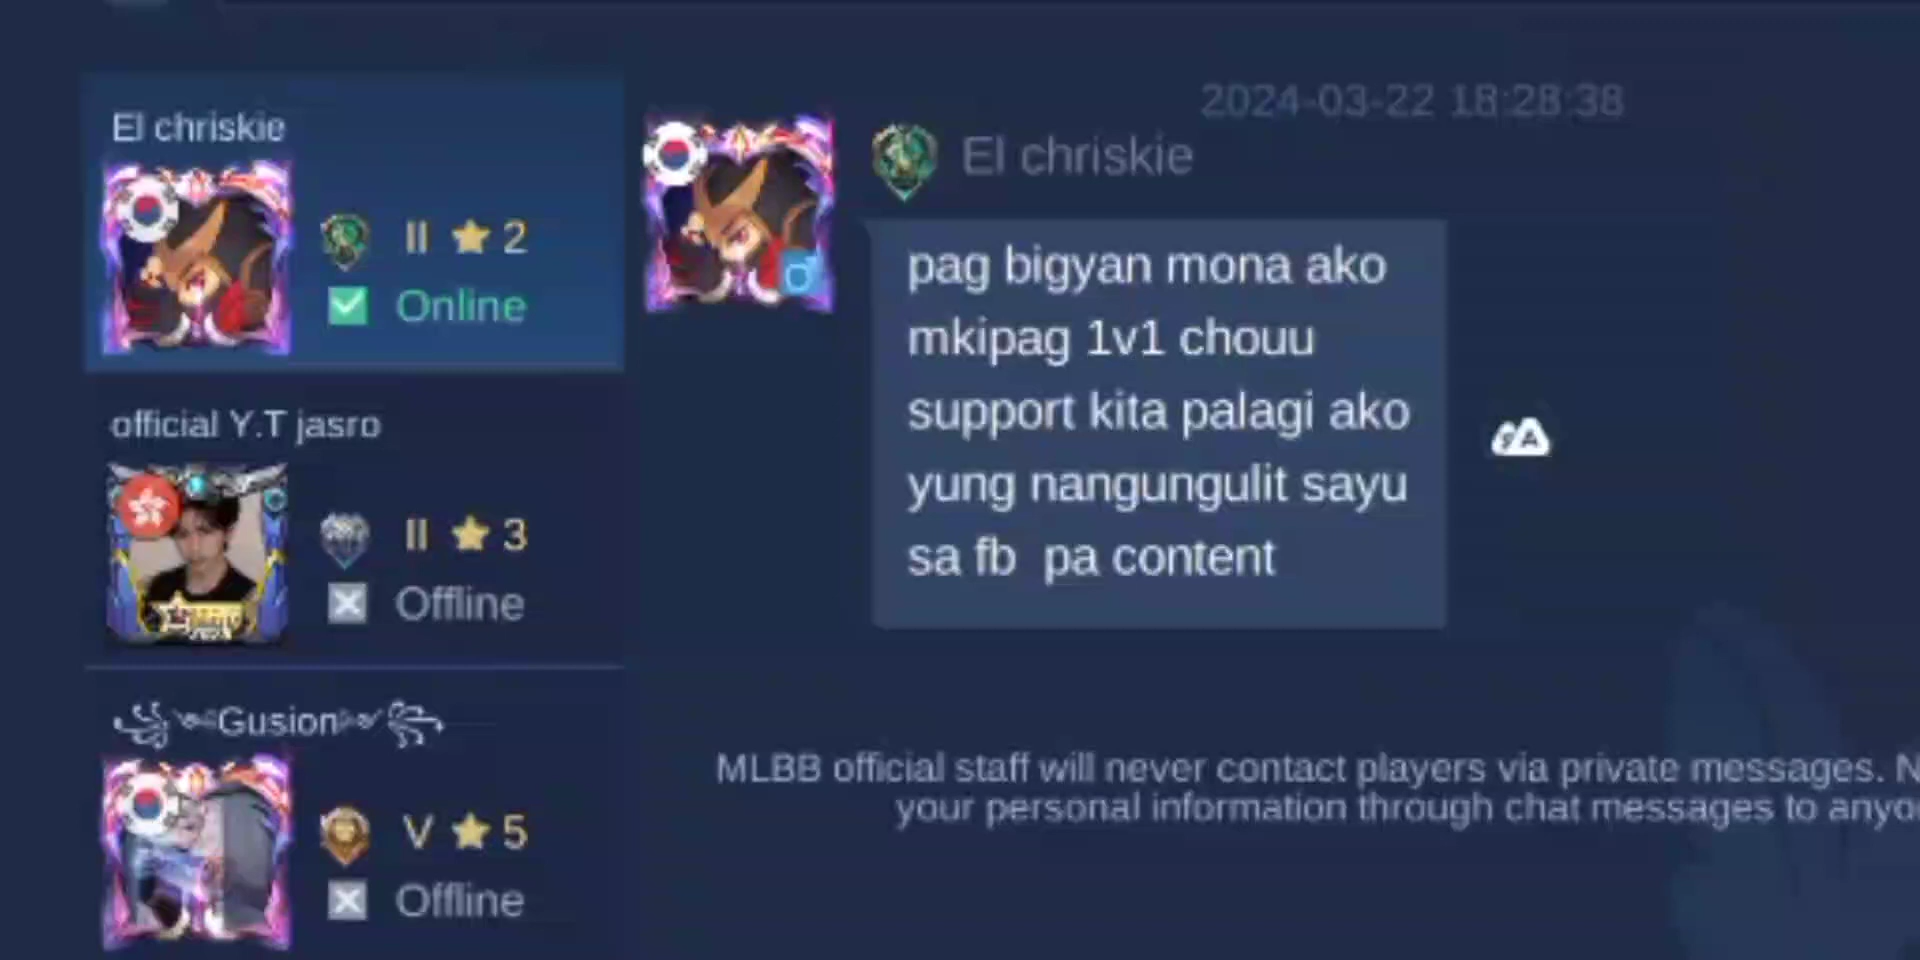 2024-03-22 18:28:38
El chriskie
II ★ 2
Online
official Y.T jasro
II ★ 3
Offline
Gusion
V ★ 5
Offline
El chriskie
pag bigyan mona ako
mkipag 1v1 chouu
support kita palagi ako
yung nangungulit sayu
sa fb pa content
MLBB official staff will never contact players via private messages. N
your personal information through chat messages to anyo